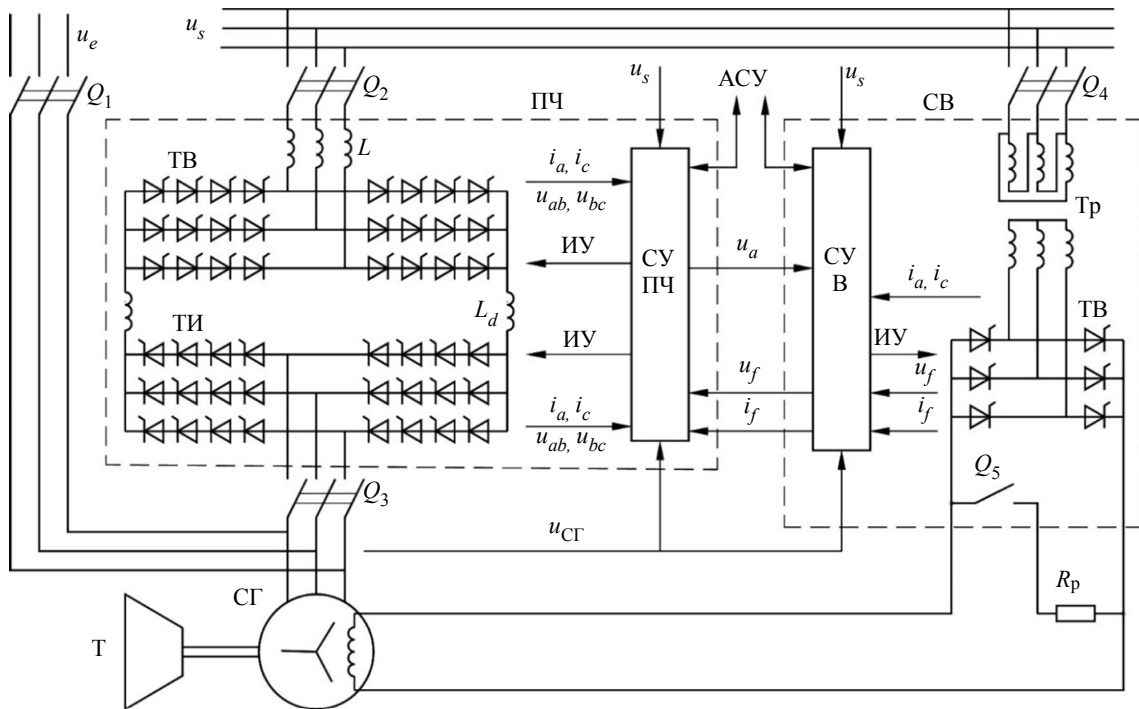 u_e
u_s
Q_1
Q_2
u_s
АСУ
u_s
Q_4
ПЧ
СВ
L
ТВ
i_a, i_c
u_ab, u_bc
ИУ
СУ
ПЧ
u_a
СУ
В
Тр
i_a, i_c
L_d
ТИ
ИУ
ИУ
ТВ
u_f
u_f
i_f
i_f
i_a, i_c
u_ab, u_bc
Q_3
Q_5
u_СГ
R_р
СГ
Т